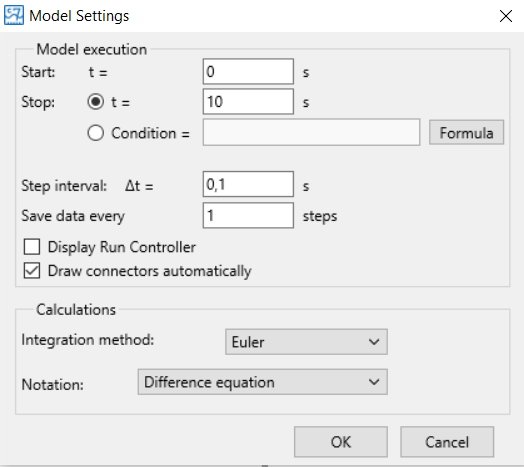 Model Settings
Model execution
Start: t = 0 s
Stop: t = 10 s
Condition = Formula
Step interval: Δt = 0,1 s
Save data every 1 steps
Display Run Controller
Draw connectors automatically
Calculations
Integration method: Euler
Notation: Difference equation
OK Cancel